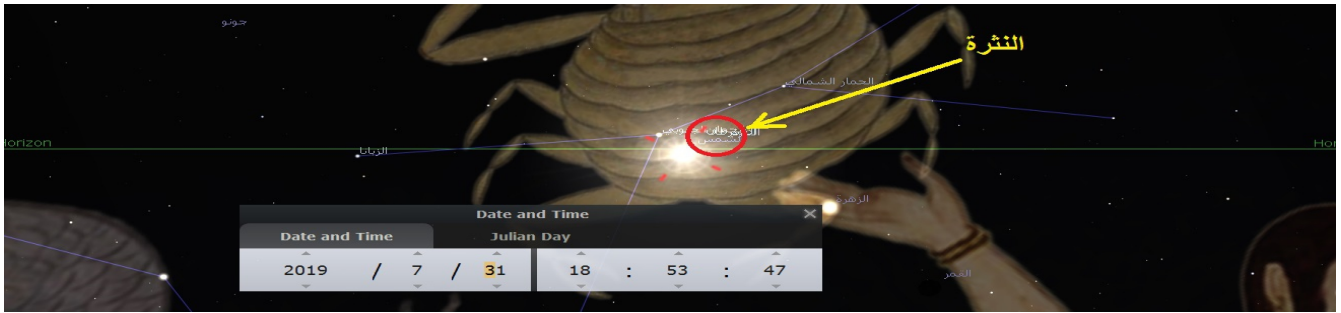 جونو
النثرة
الحمار الشمالي
Horizon
الزبانا
الشمس
الزهرة
القمر
Date and Time
Date and Time
Julian Day
2019 / 7 / 31 18 : 53 : 47